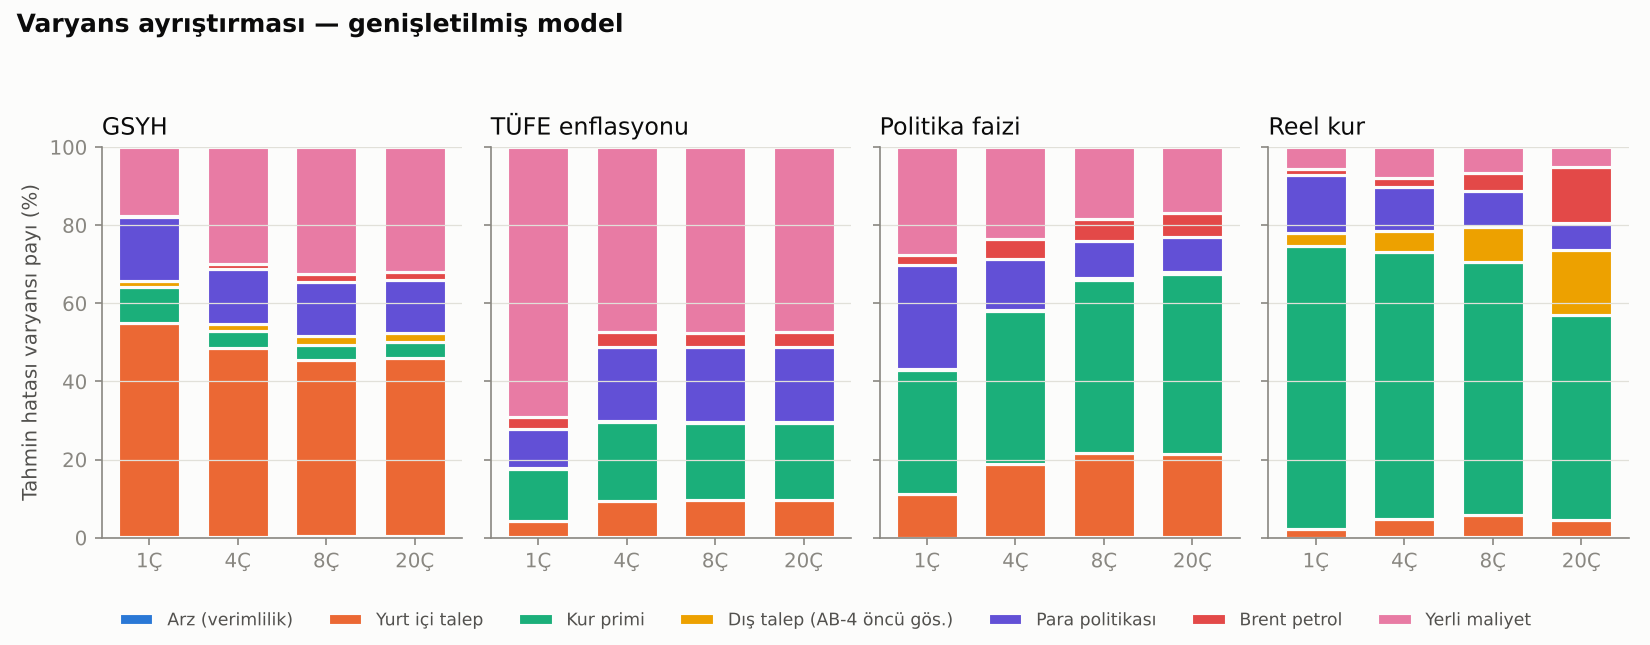 Varyans ayrıştırması — genişletilmiş model
GSYH
TÜFE enflasyonu
Politika faizi
Reel kur
Tahmin hatası varyansı payı (%)
100
80
60
40
20
0
1Ç 4Ç 8Ç 20Ç
1Ç 4Ç 8Ç 20Ç
1Ç 4Ç 8Ç 20Ç
1Ç 4Ç 8Ç 20Ç
Arz (verimlilik) Yurt içi talep Kur primi Dış talep (AB-4 öncü gös.) Para politikası Brent petrol Yerli maliyet